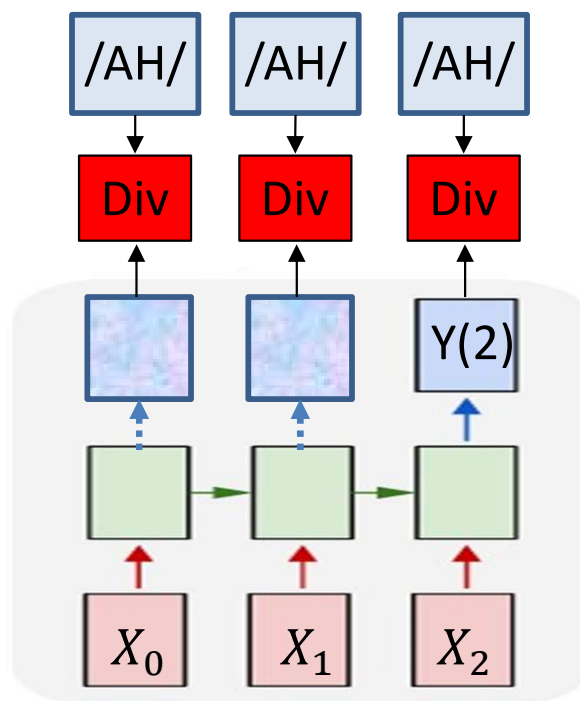 /AH/ /AH/ /AH/
Div Div Div
Y(2)
X₀ X₁ X₂